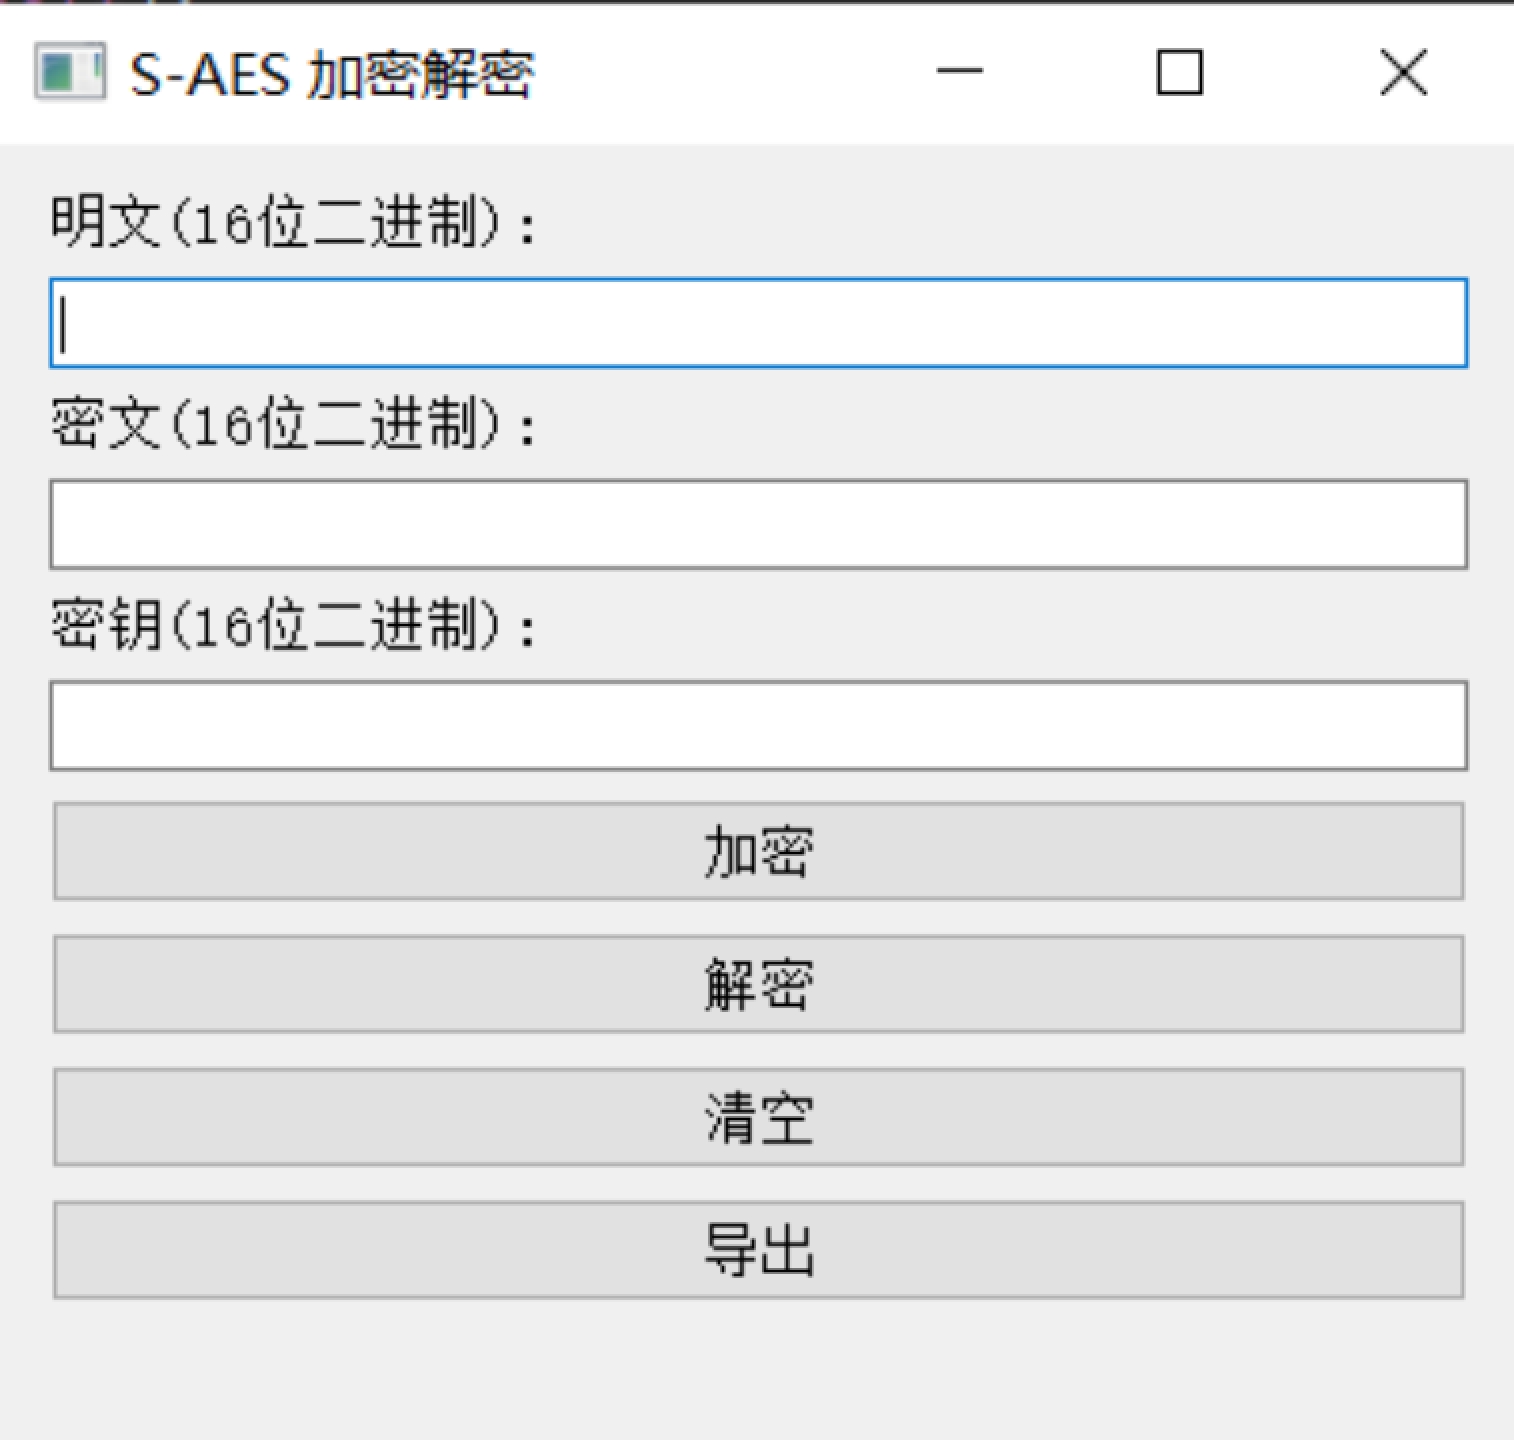 S-AES 加密解密
明文(16位二进制):
密文(16位二进制):
密钥(16位二进制):
加密
解密
清空
导出